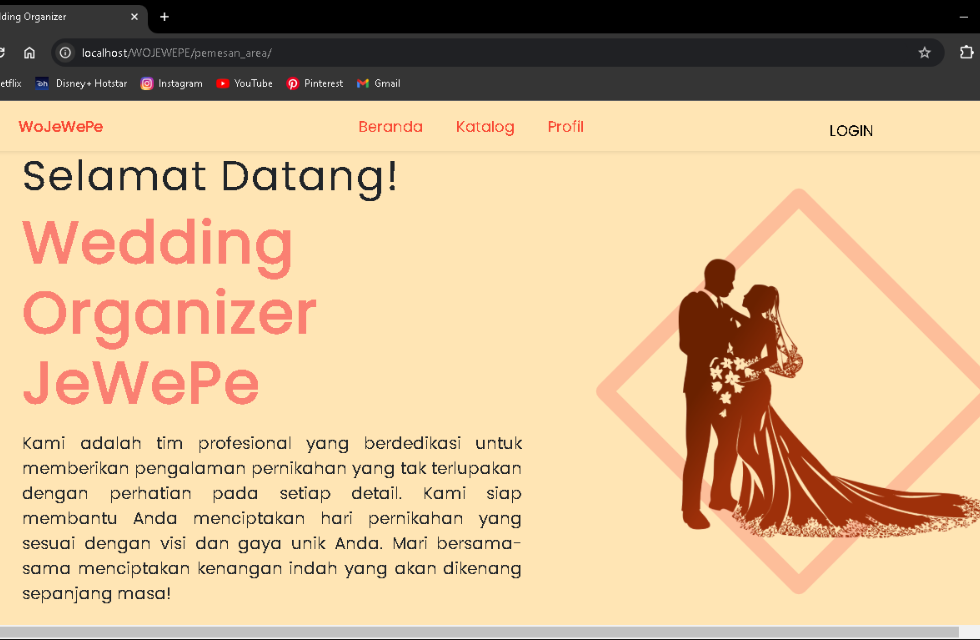 dding Organizer
localhost/WOJEWEPE/pemesan_area/
etflix Disney+ Hotstar Instagram YouTube Pinterest Gmail
WoJeWePe Beranda Katalog Profil LOGIN
Selamat Datang!
Wedding
Organizer
JeWePe
Kami adalah tim profesional yang berdedikasi untuk
memberikan pengalaman pernikahan yang tak terlupakan
dengan perhatian pada setiap detail. Kami siap
membantu Anda menciptakan hari pernikahan yang
sesuai dengan visi dan gaya unik Anda. Mari bersama-
sama menciptakan kenangan indah yang akan dikenang
sepanjang masa!